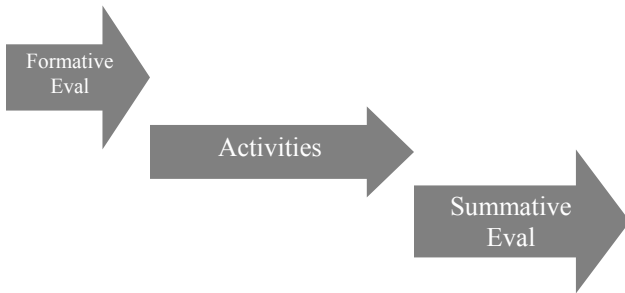 Formative
Eval
Activities
Summative
Eval